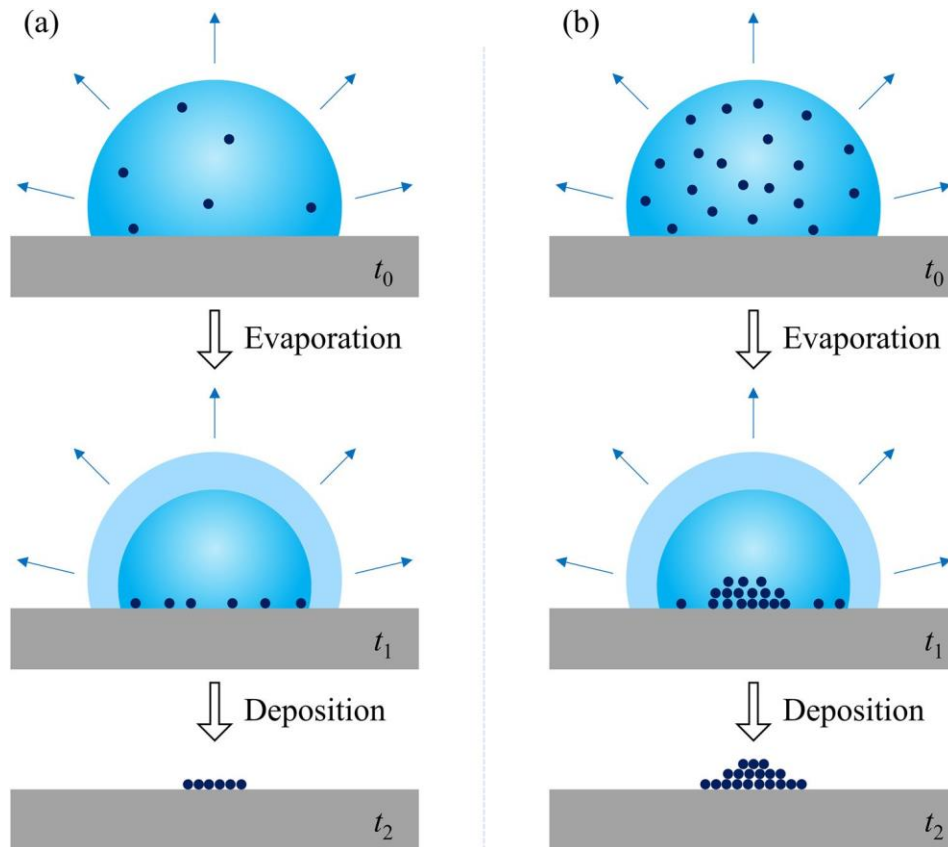 (a)
(b)
t0
t0
Evaporation
Evaporation
t1
t1
Deposition
Deposition
t2
t2